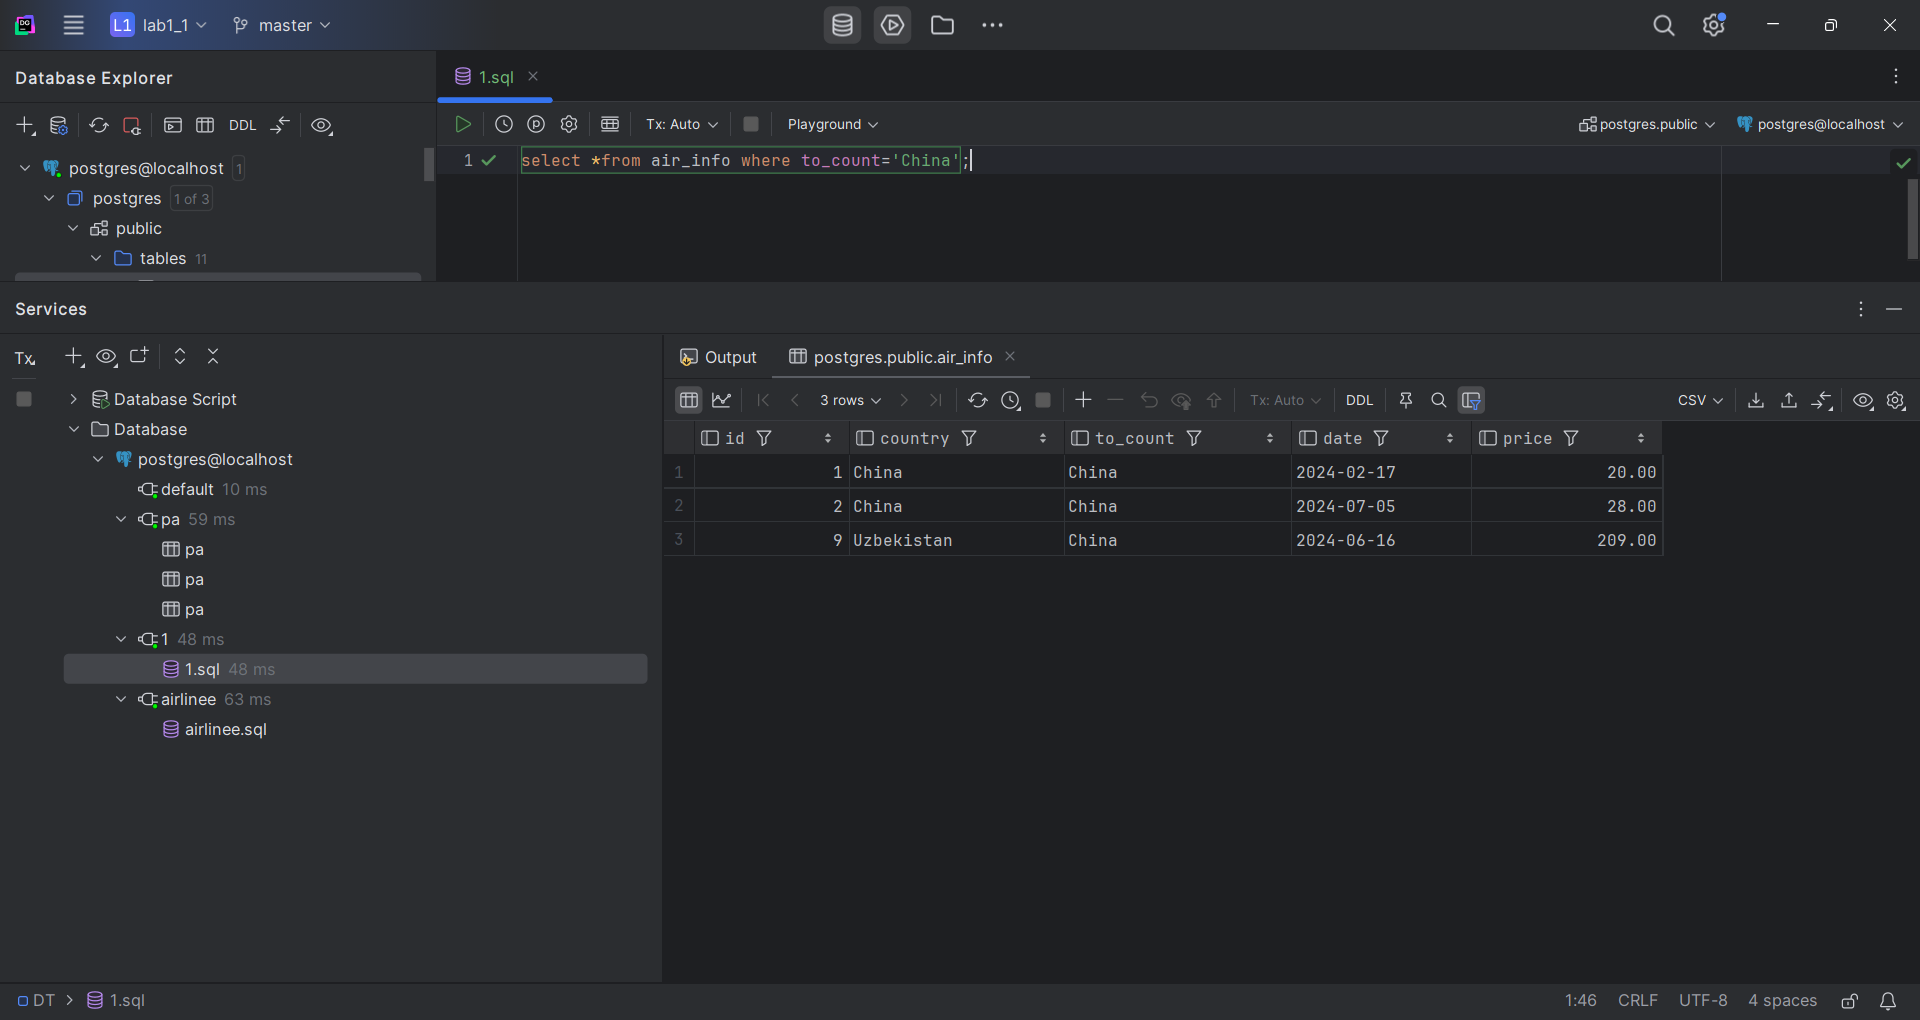 L1 lab1_1 master
Database Explorer
1.sql
DDL
Tx: Auto Playground postgres.public postgres@localhost
postgres@localhost 1
1 select *from air_info where to_count='China';
postgres 1 of 3
public
tables 11
Services
Tx
Output postgres.public.air_info
3 rows Tx: Auto DDL CSV
Database Script
Database
postgres@localhost
default 10 ms
pa 59 ms
pa
pa
pa
1 48 ms
1.sql 48 ms
airlinee 63 ms
airlinee.sql
id country to_count date price
1 1 China China 2024-02-17 20.00
2 2 China China 2024-07-05 28.00
3 9 Uzbekistan China 2024-06-16 209.00
DT 1.sql
1:46 CRLF UTF-8 4 spaces